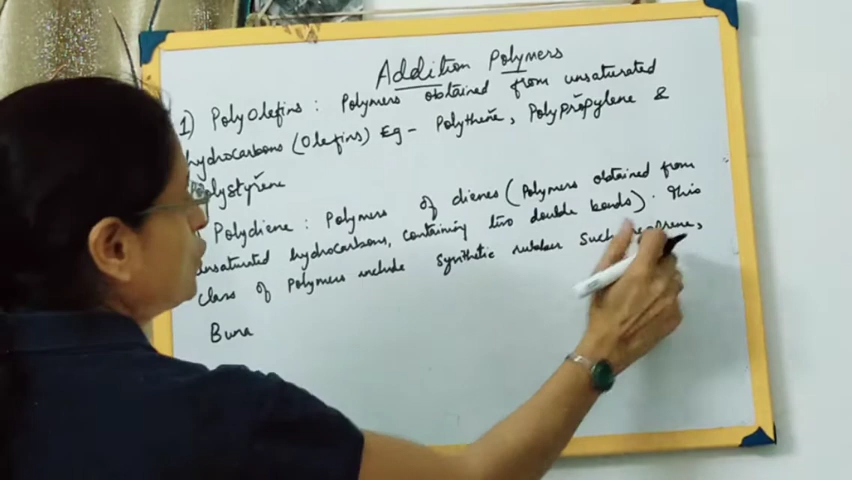 Addition Polymers
1) PolyOlefins : Polymers obtained from unsaturated
hydrocarbons (Olefins) Eg - Polythene, Polypropylene &
Polystyrene
Polydiene : Polymers of dienes (Polymers obtained from
unsaturated hydrocarbons, containing two double bonds). This
class of Polymers include synthetic rubber such neoprene,
Buna